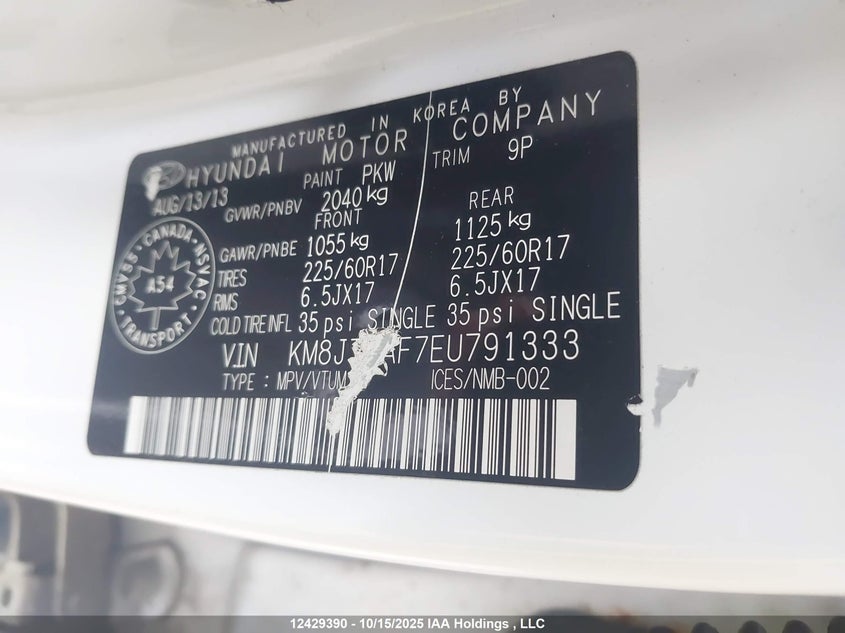 MANUFACTURED IN KOREA BY
HYUNDAI MOTOR COMPANY
AUG/13/13 PAINT PKW TRIM 9P
GVWR/PNBV 2040 kg
FRONT REAR
GAWR/PNBE 1055 kg 1125 kg
TIRES 225/60R17 225/60R17
RIMS 6.5JX17 6.5JX17
COLD TIRE INFL 35 psi SINGLE 35 psi SINGLE
VIN
TYPE : ICES/NMB-002
CMVSS · CANADA · NSVAC
A54
TRANSPORT
12429390 - 10/15/2025 IAA Holdings , LLC